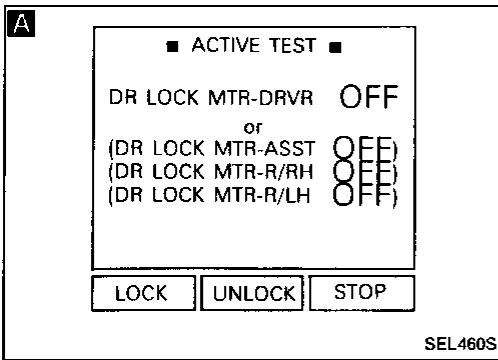 A
■ ACTIVE TEST ■
DR LOCK MTR-DRVR OFF
or
(DR LOCK MTR-ASST OFF)
(DR LOCK MTR-R/RH OFF)
(DR LOCK MTR-R/LH OFF)
LOCK UNLOCK STOP
SEL460S